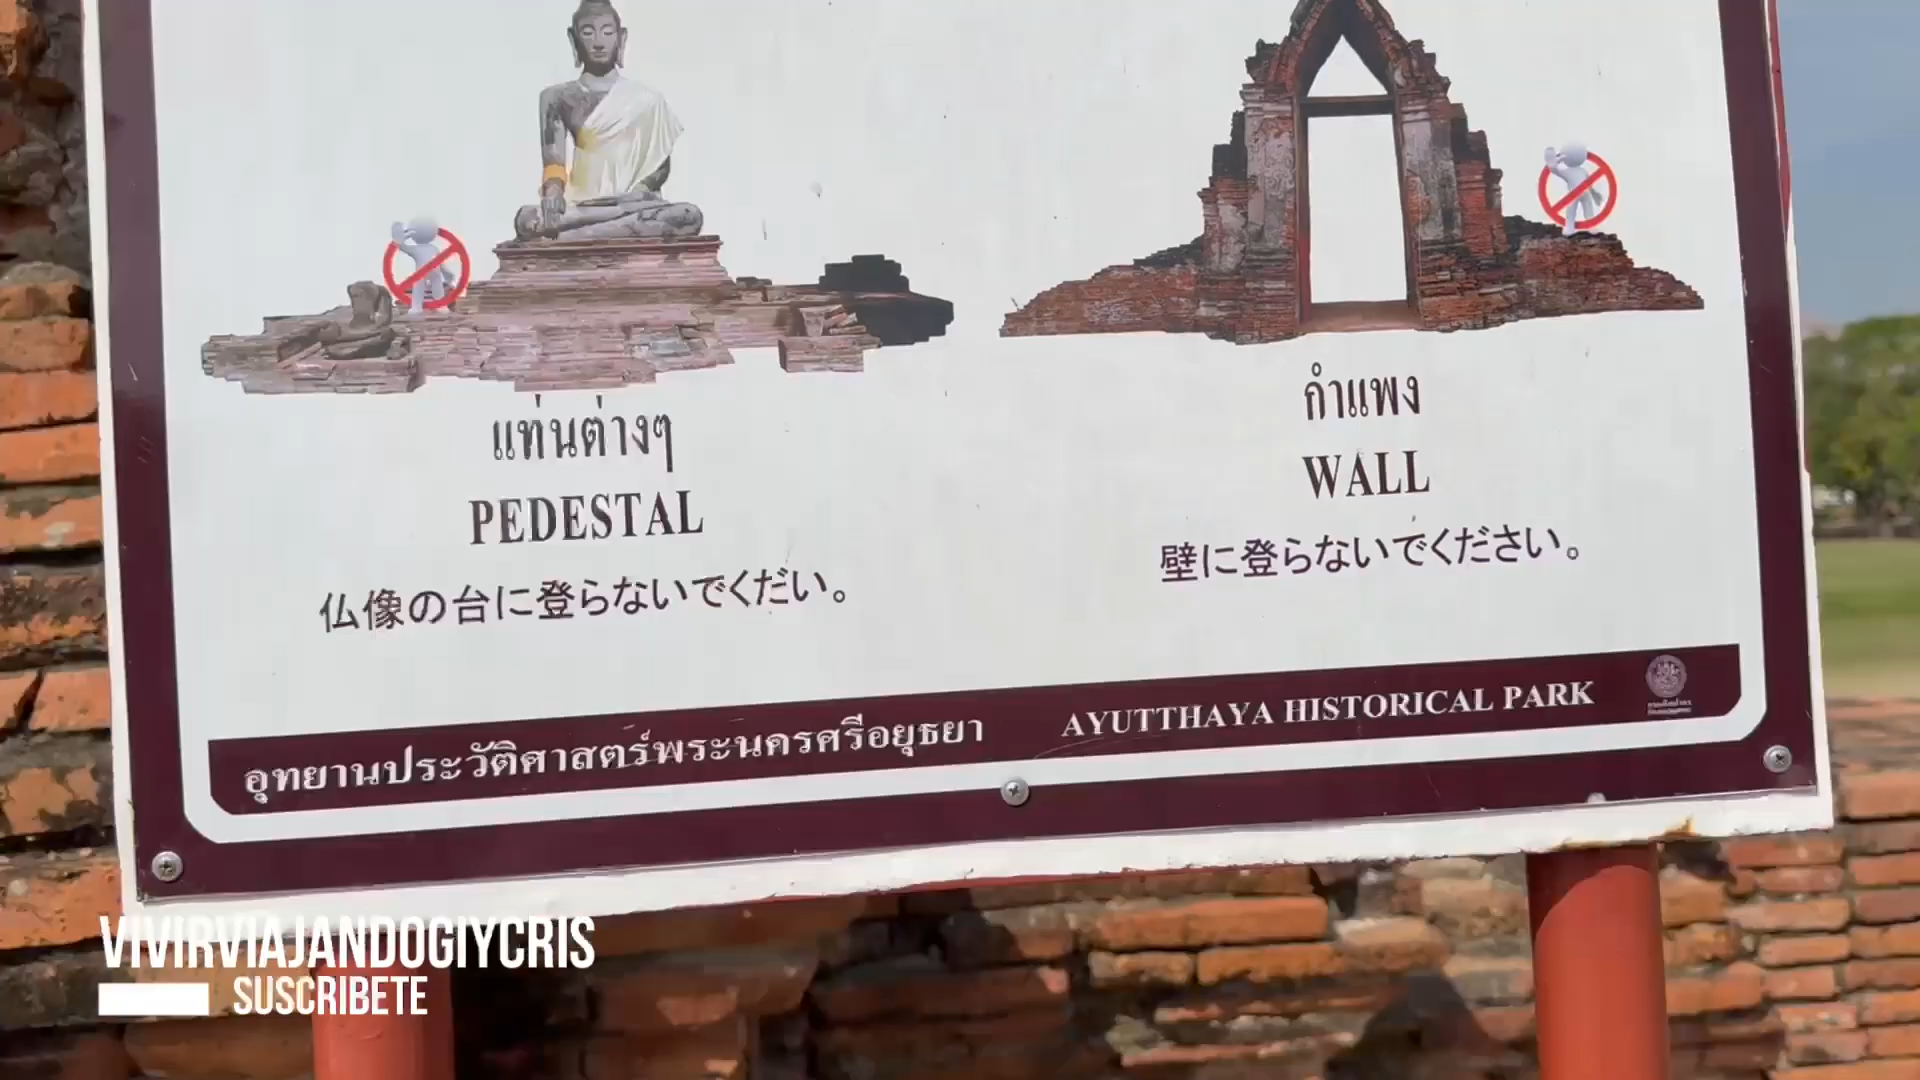 แท่นต่างๆ
PEDESTAL
仏像の台に登らないでくだい。
กำแพง
WALL
壁に登らないでください。
อุทยานประวัติศาสตร์พระนครศรีอยุธยา
AYUTTHAYA HISTORICAL PARK
VIVIRVIAJANDOGIYCRIS
SUSCRIBETE